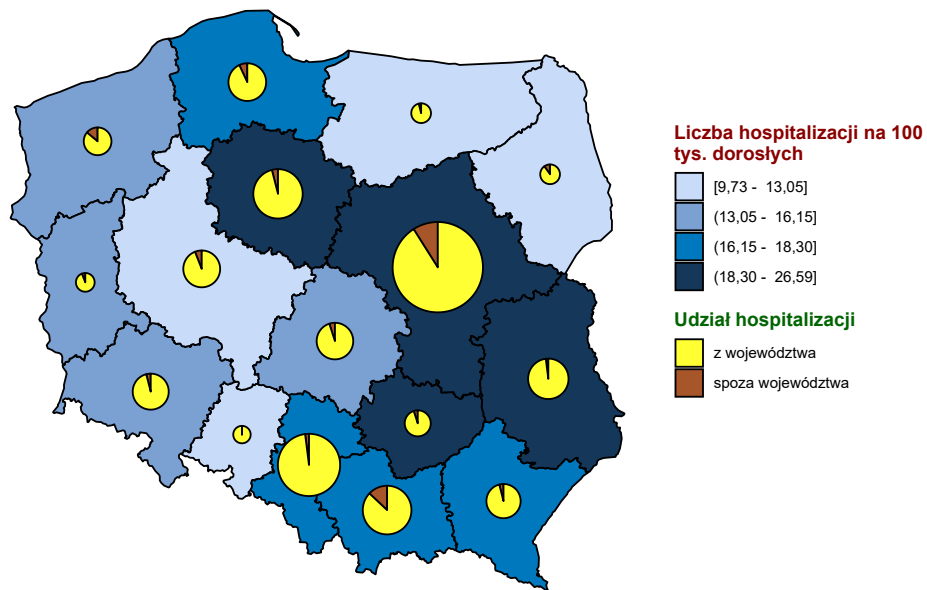 Liczba hospitalizacji na 100
tys. dorosłych
[9,73 - 13,05]
(13,05 - 16,15]
(16,15 - 18,30]
(18,30 - 26,59]
Udział hospitalizacji
z województwa
spoza województwa